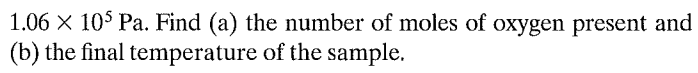 1.06 × 10⁵ Pa. Find (a) the number of moles of oxygen present and
(b) the final temperature of the sample.